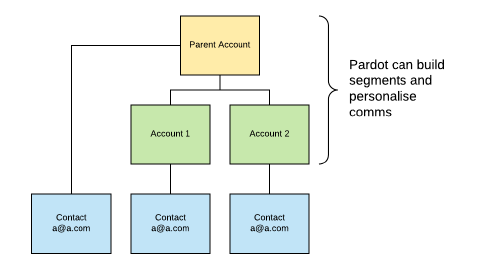 Parent Account
Pardot can build
segments and
personalise
comms
Account 1
Account 2
Contact
a@a.com
Contact
a@a.com
Contact
a@a.com